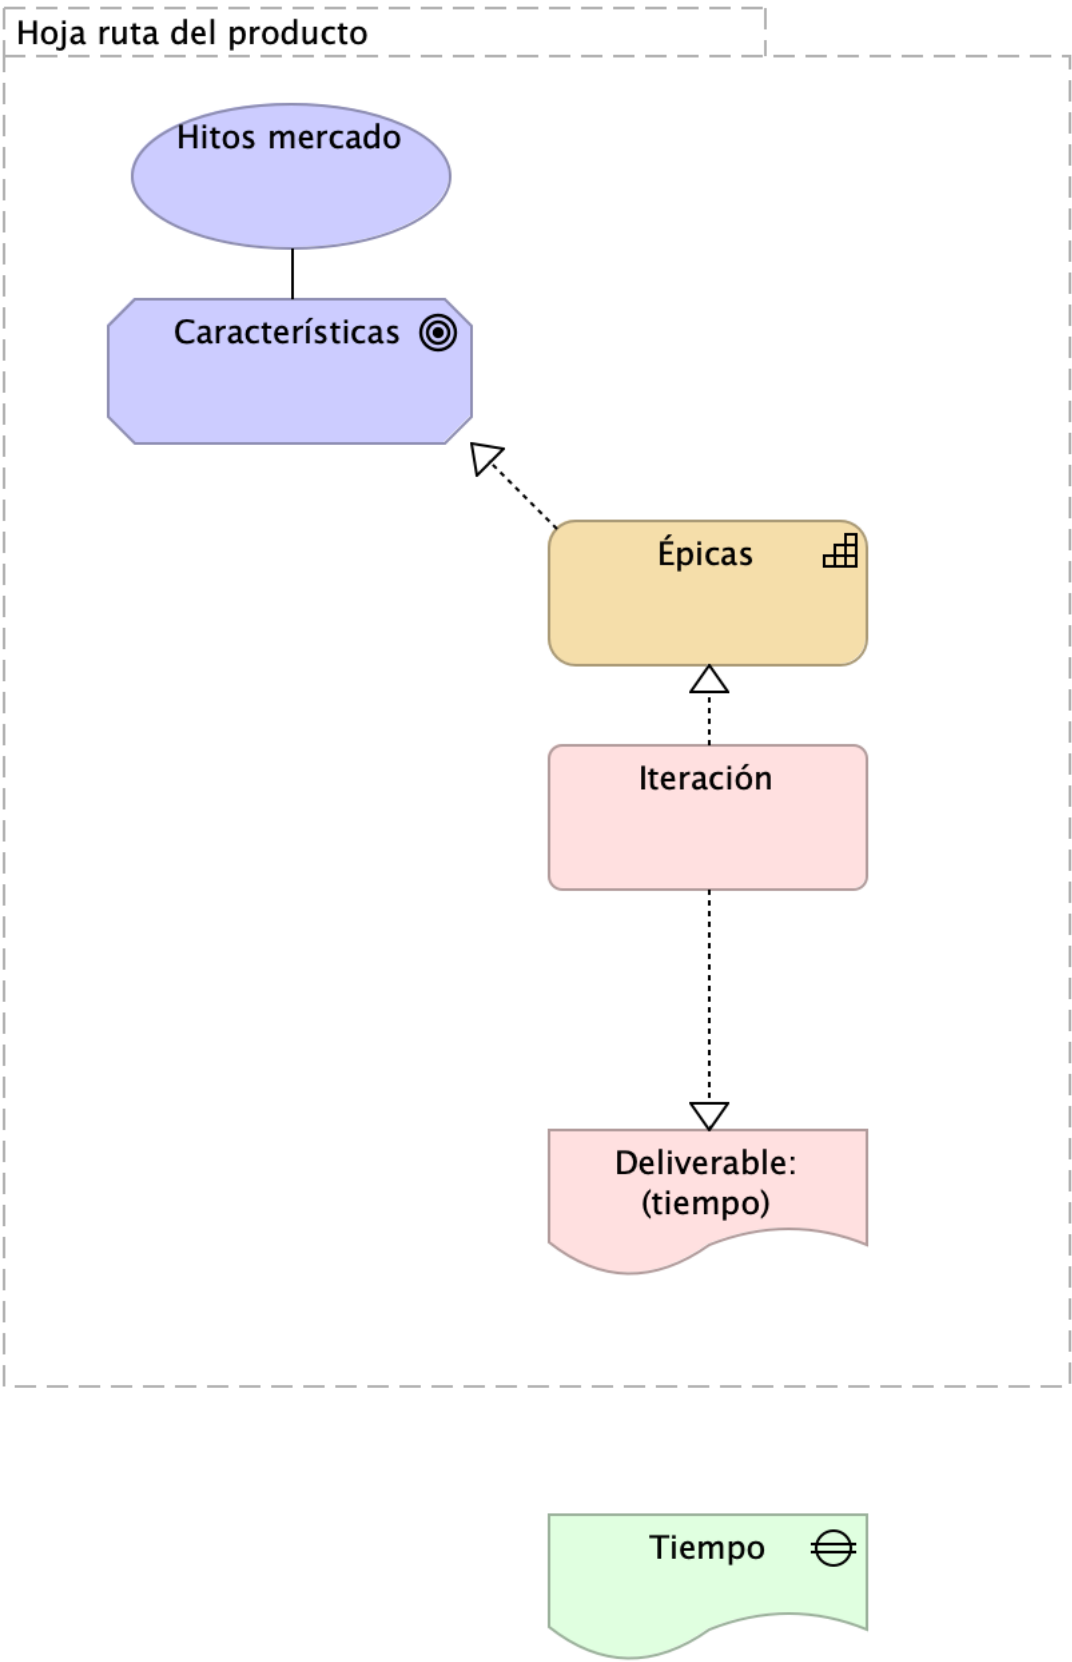 Hoja ruta del producto
Hitos mercado
Características
Épicas
Iteración
Deliverable:
(tiempo)
Tiempo